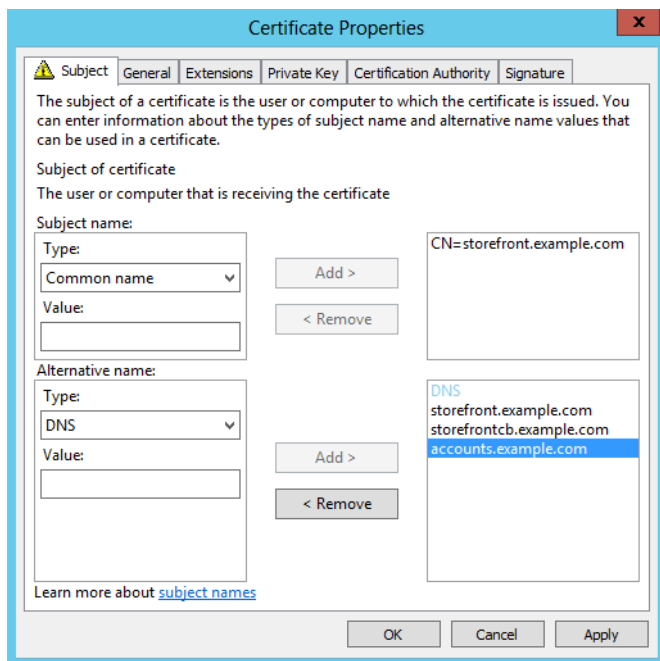 Certificate Properties
x
Subject General Extensions Private Key Certification Authority Signature
The subject of a certificate is the user or computer to which the certificate is issued. You
can enter information about the types of subject name and alternative name values that
can be used in a certificate.
Subject of certificate
The user or computer that is receiving the certificate
Subject name:
Type:
Common name
Value:
Add >
< Remove
CN=storefront.example.com
Alternative name:
Type:
DNS
Value:
Add >
< Remove
DNS
storefront.example.com
storefrontcb.example.com
accounts.example.com
Learn more about subject names
OK Cancel Apply